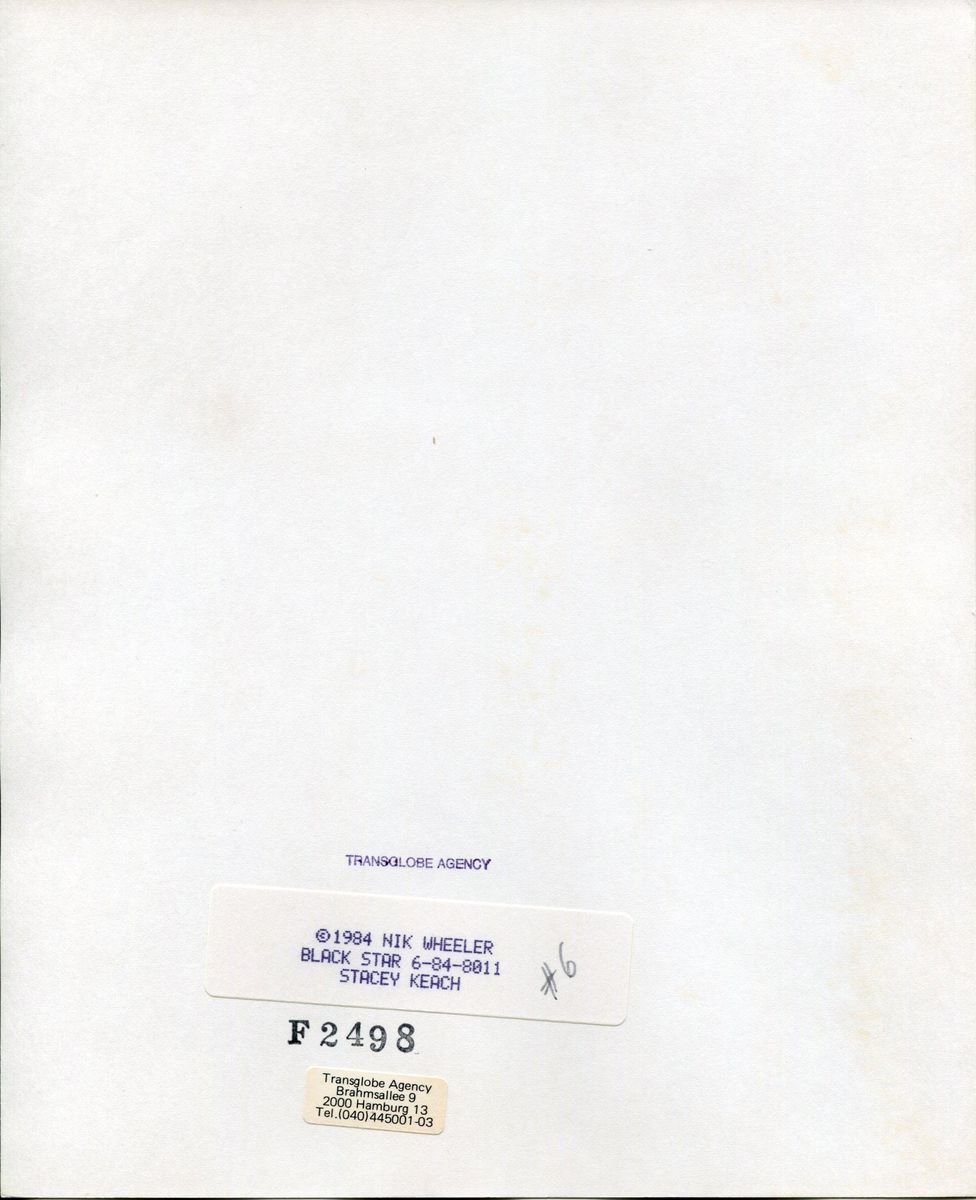 TRANSGLOBE AGENCY
©1984 NIK WHEELER
BLACK STAR 6-84-8011
STACEY KEACH
#6
F2498
Transglobe Agency
Brahmsallee 9
2000 Hamburg 13
Tel.(040)445001-03